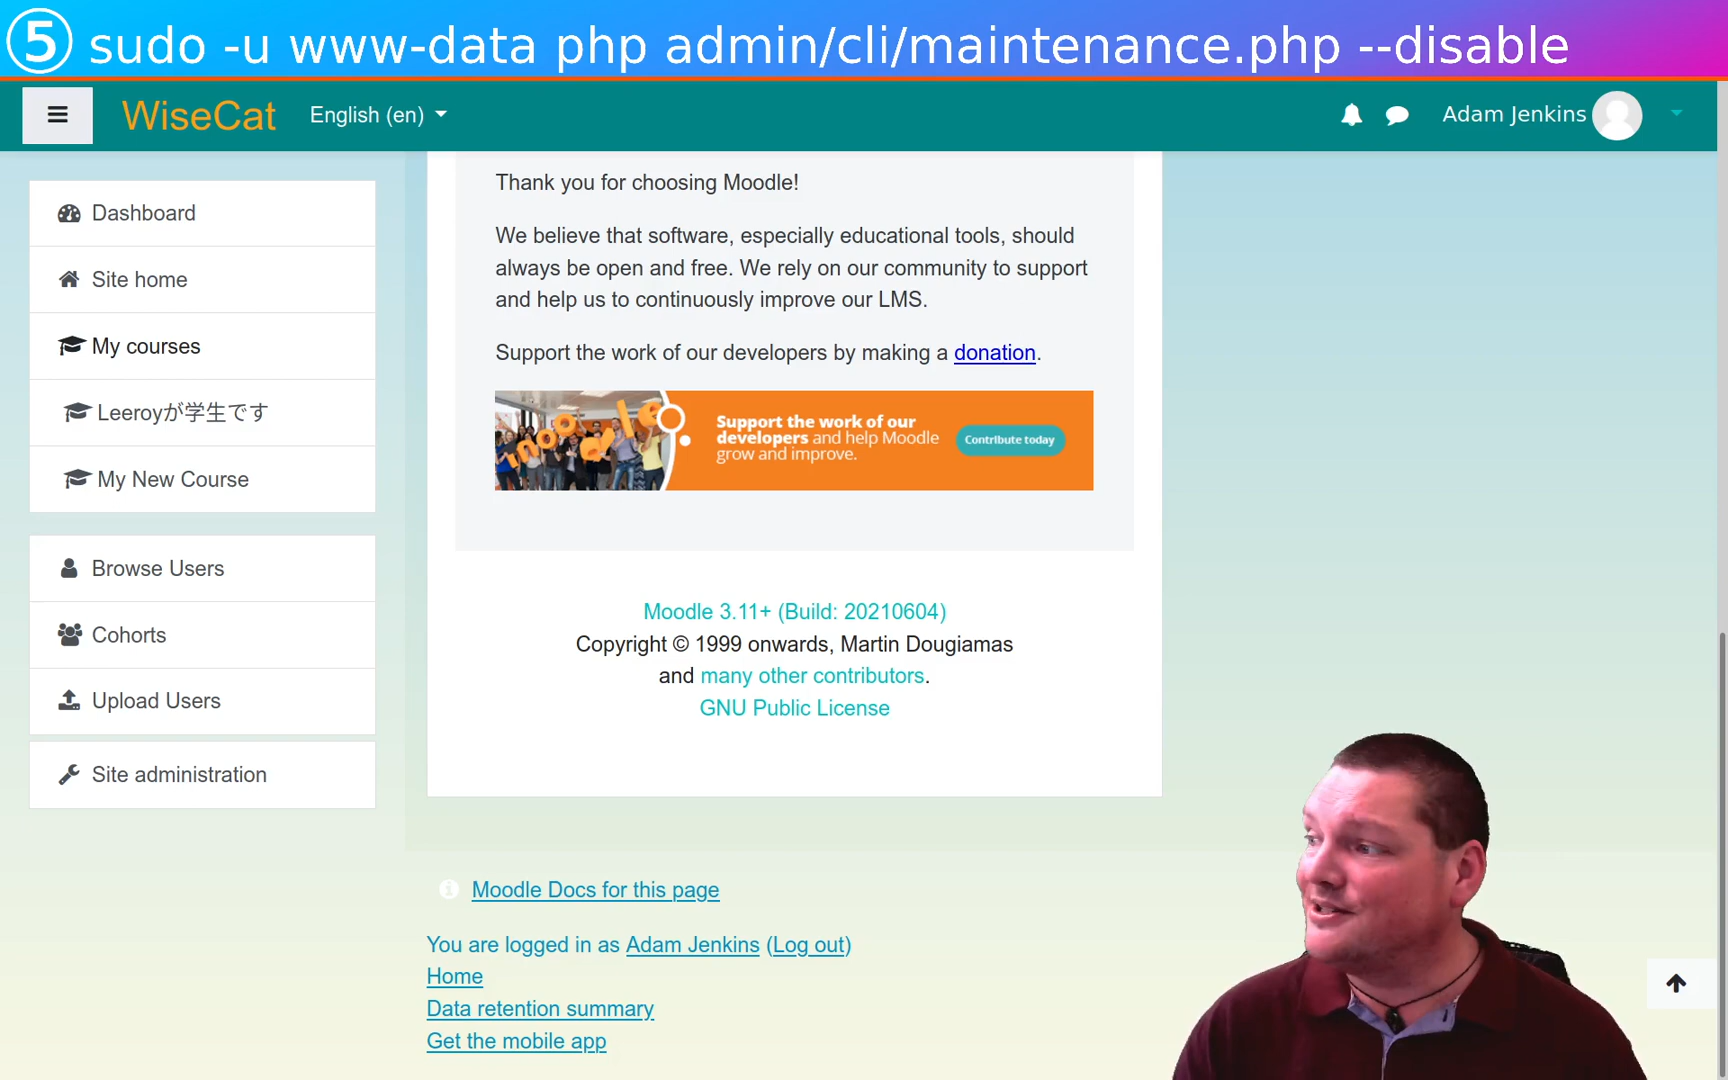 ⑤ sudo -u www-data php admin/cli/maintenance.php --disable
WiseCat
English (en)
Adam Jenkins
Dashboard
Site home
My courses
Leeroyが学生です
My New Course
Browse Users
Cohorts
Upload Users
Site administration
Thank you for choosing Moodle!
We believe that software, especially educational tools, should
always be open and free. We rely on our community to support
and help us to continuously improve our LMS.
Support the work of our developers by making a donation.
moodle
Support the work of our
developers and help Moodle
grow and improve.
Contribute today
Moodle 3.11+ (Build: 20210604)
Copyright © 1999 onwards, Martin Dougiamas
and many other contributors.
GNU Public License
Moodle Docs for this page
You are logged in as Adam Jenkins (Log out)
Home
Data retention summary
Get the mobile app